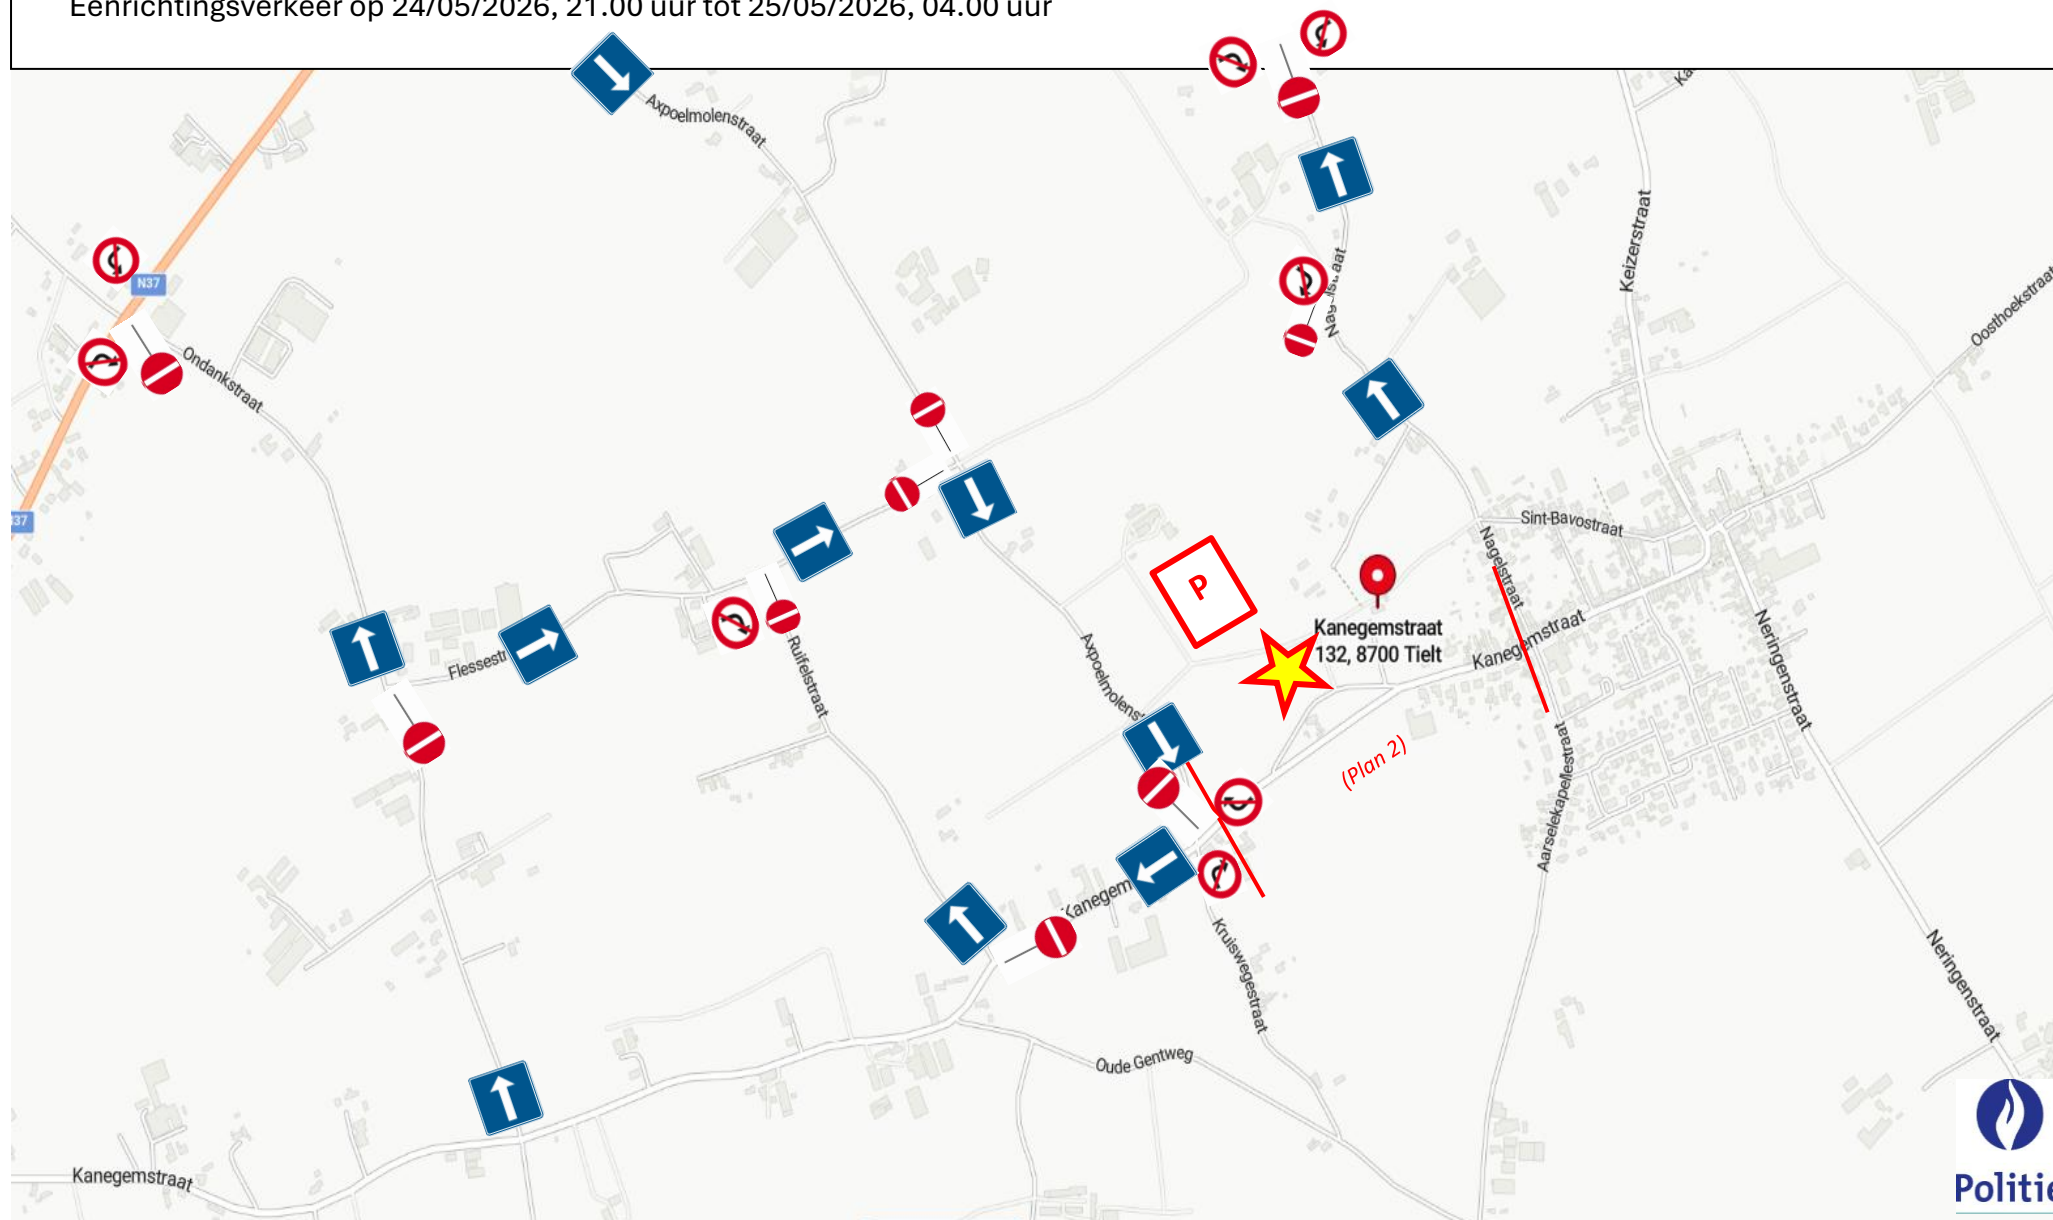 Eenrichtingsverkeer op 24/05/2026, 21.00 uur tot 25/05/2026, 04.00 uur
Axpoelmolenstraat
Keizerstraat
N37
Oosthoekstraat
Ondankstraat
37
Sint-Bavostraat
Nagelstraat
P
Kanegemstraat
132, 8700 Tielt
Kanegemstraat
Neringenstraat
Flessestr
Ruifelstraat
Axpoelmolenst
(Plan 2)
Aarselekapellestraat
Kanegem
Kruiswegestraat
Neringenstraat
Oude Gentweg
Kanegemstraat
Politie